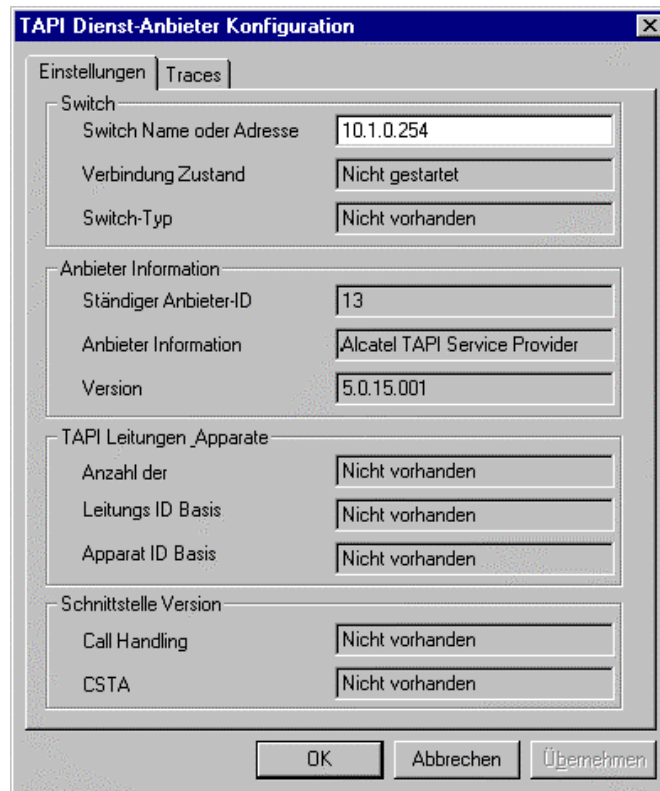 TAPI Dienst-Anbieter Konfiguration
Einstellungen Traces
Switch
Switch Name oder Adresse 10.1.0.254
Verbindung Zustand Nicht gestartet
Switch-Typ Nicht vorhanden
Anbieter Information
Ständiger Anbieter-ID 13
Anbieter Information Alcatel TAPI Service Provider
Version 5.0.15.001
TAPI Leitungen_Apparate
Anzahl der Nicht vorhanden
Leitungs ID Basis Nicht vorhanden
Apparat ID Basis Nicht vorhanden
Schnittstelle Version
Call Handling Nicht vorhanden
CSTA Nicht vorhanden
OK Abbrechen Übernehmen